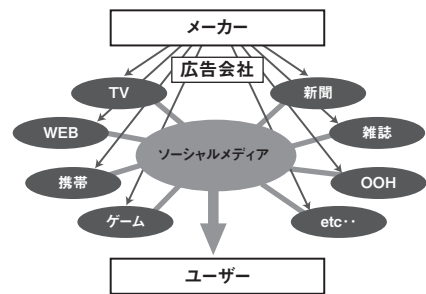 メーカー
広告会社
TV
新聞
WEB
雑誌
ソーシャルメディア
携帯
OOH
ゲーム
etc‥
ユーザー